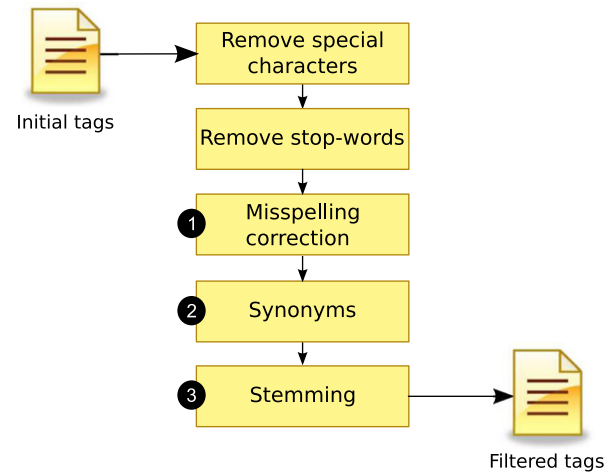 Remove special
characters
Initial tags
Remove stop-words
1
Misspelling
correction
2
Synonyms
3
Stemming
Filtered tags